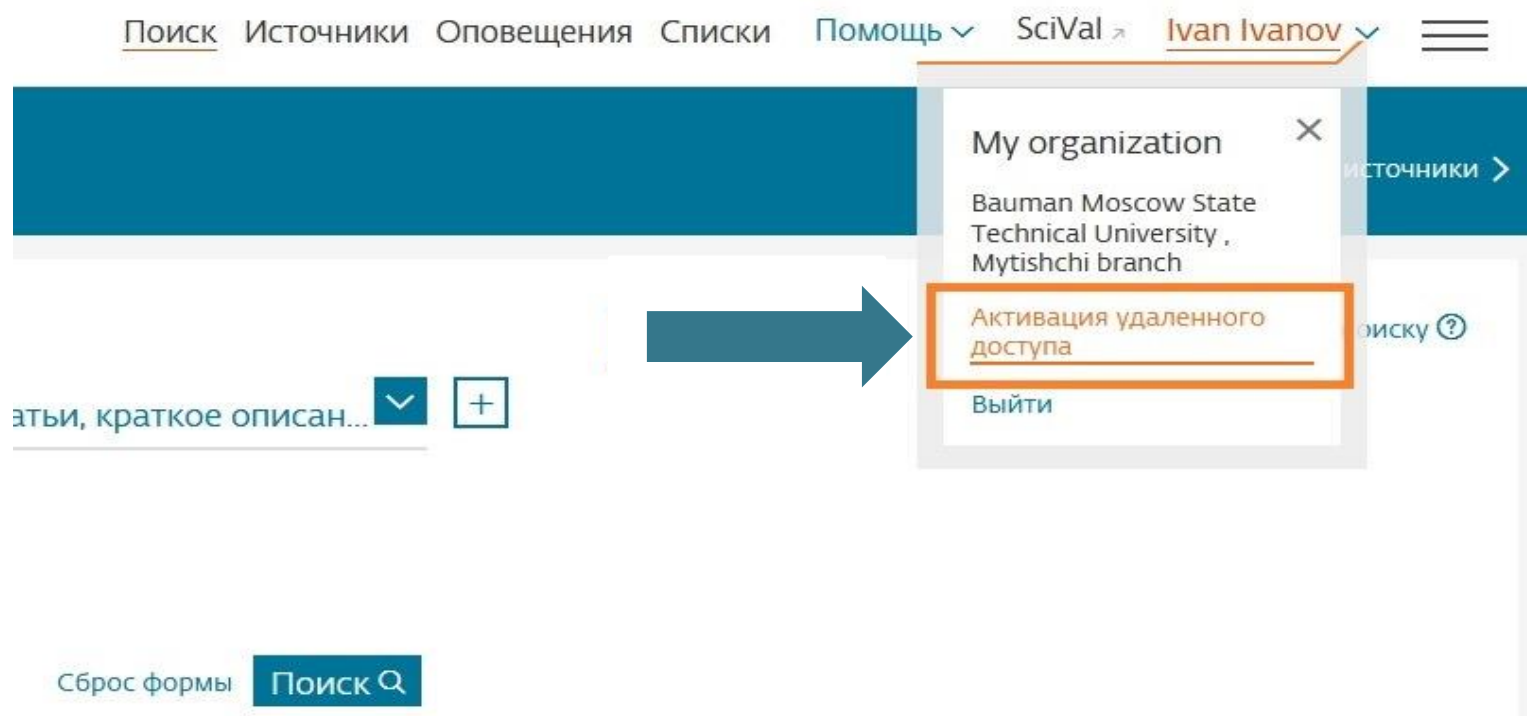 Поиск Источники Оповещения Списки Помощь SciVal Ivan Ivanov
My organization
источники
Bauman Moscow State
Technical University ,
Mytishchi branch
Активация удаленного
доступа
Выйти
атьи, краткое описан...
Сброс формы Поиск